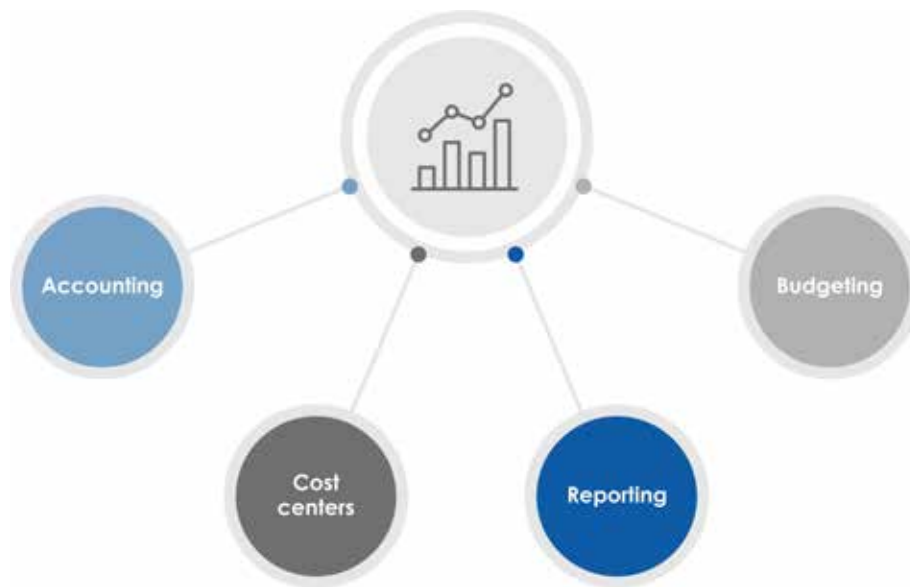 Accounting
Budgeting
Cost
centers
Reporting